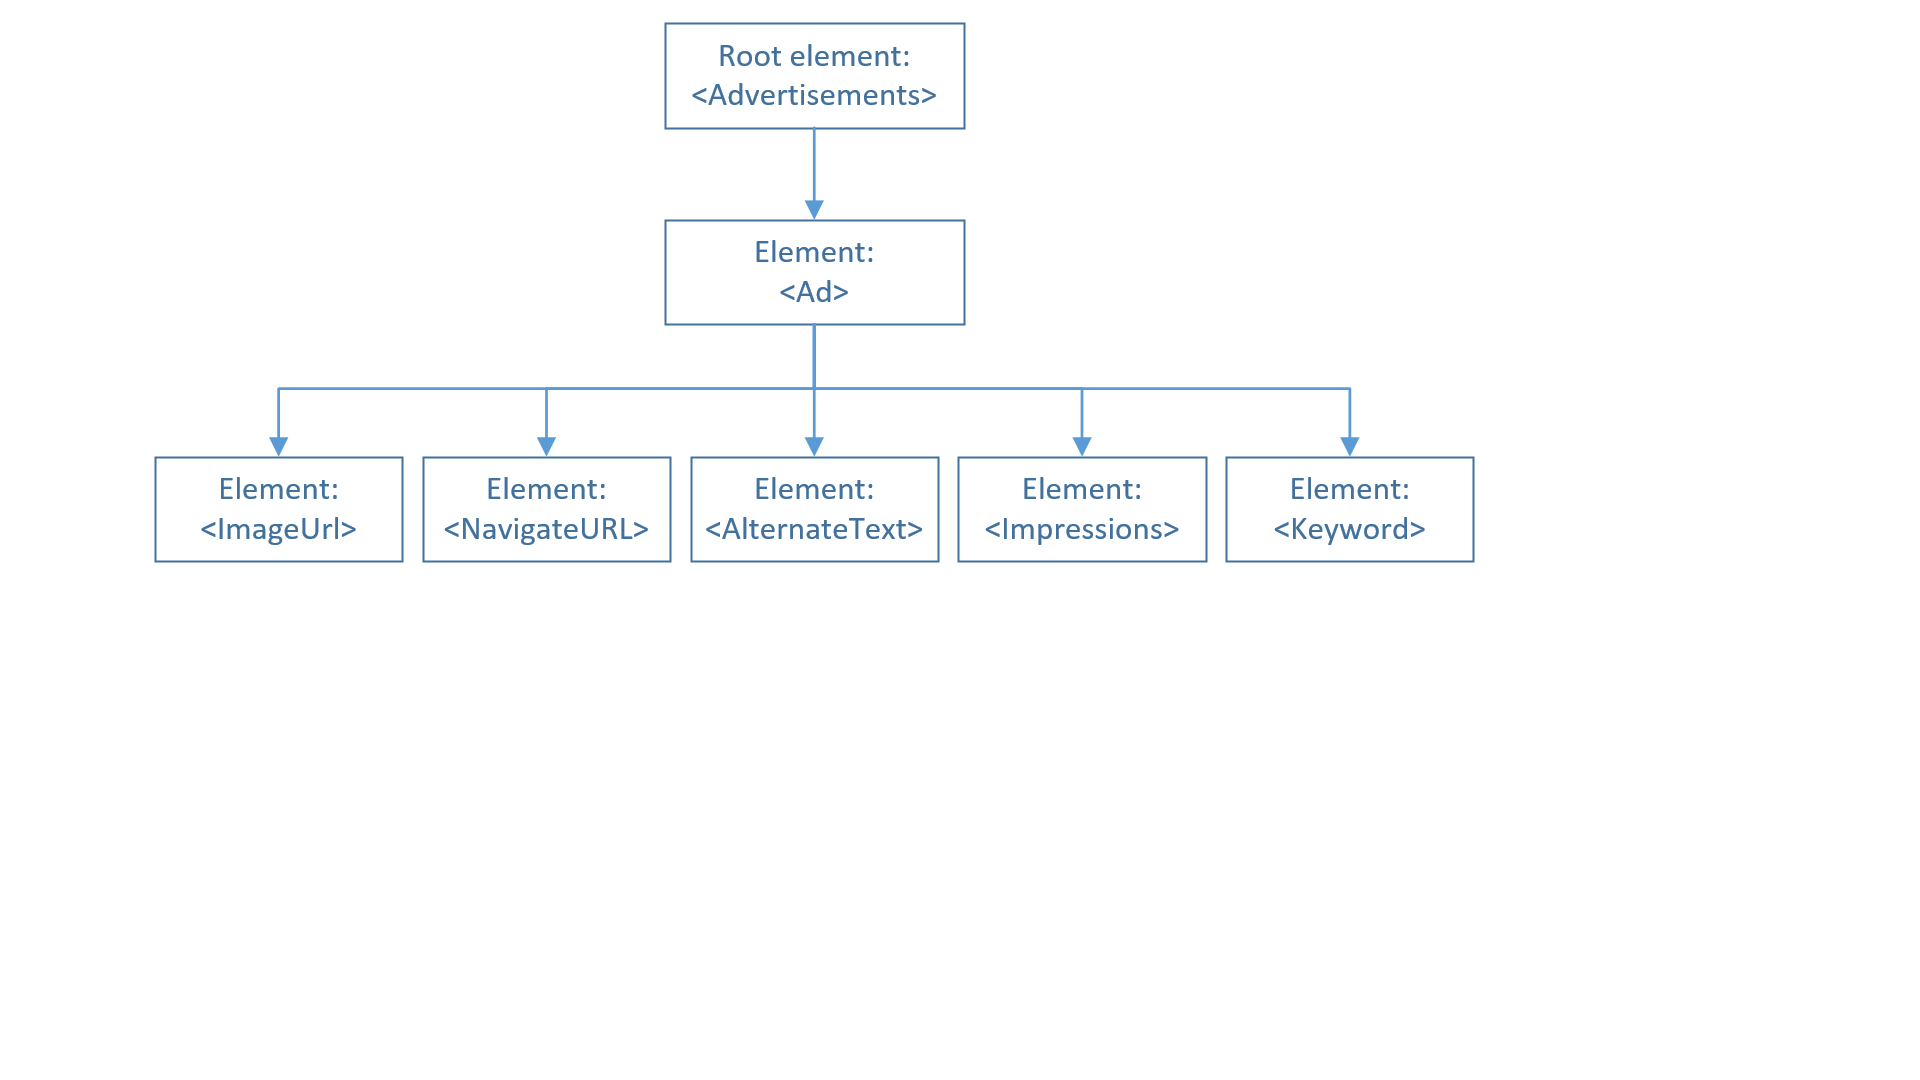 Root element:
<Advertisements>
Element:
<Ad>
Element:
<ImageUrl>
Element:
<NavigateURL>
Element:
<AlternateText>
Element:
<Impressions>
Element:
<Keyword>